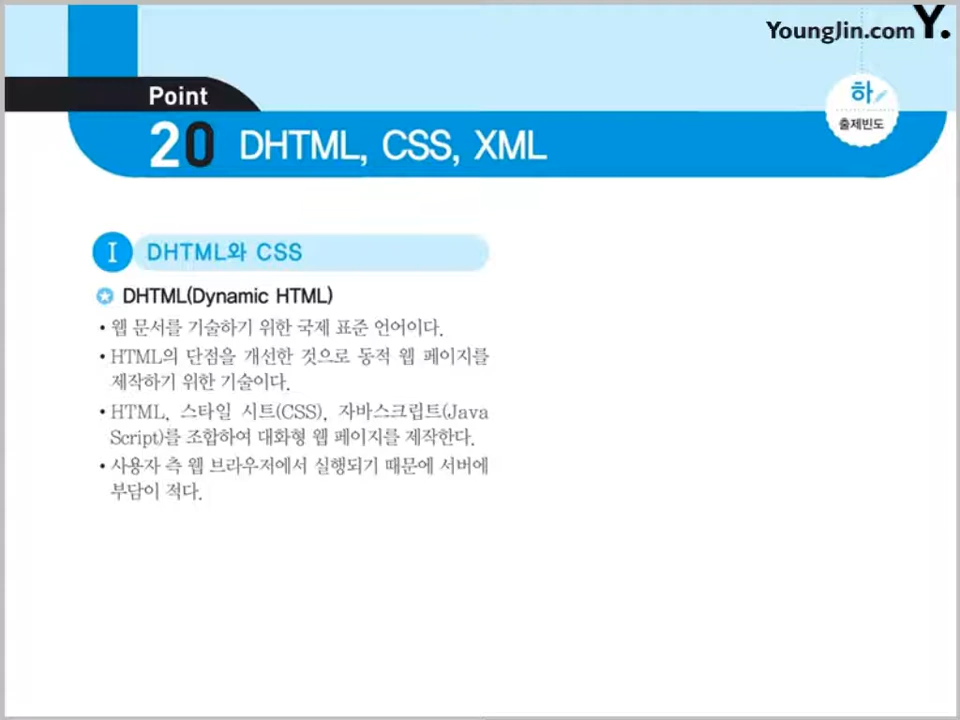 YoungJin.com Y.
Point
20 DHTML, CSS, XML
하
출제빈도
I DHTML와 CSS
DHTML(Dynamic HTML)
• 웹 문서를 기술하기 위한 국제 표준 언어이다.
• HTML의 단점을 개선한 것으로 동적 웹 페이지를
제작하기 위한 기술이다.
• HTML, 스타일 시트(CSS), 자바스크립트(Java
Script)를 조합하여 대화형 웹 페이지를 제작한다.
• 사용자 측 웹 브라우저에서 실행되기 때문에 서버에
부담이 적다.